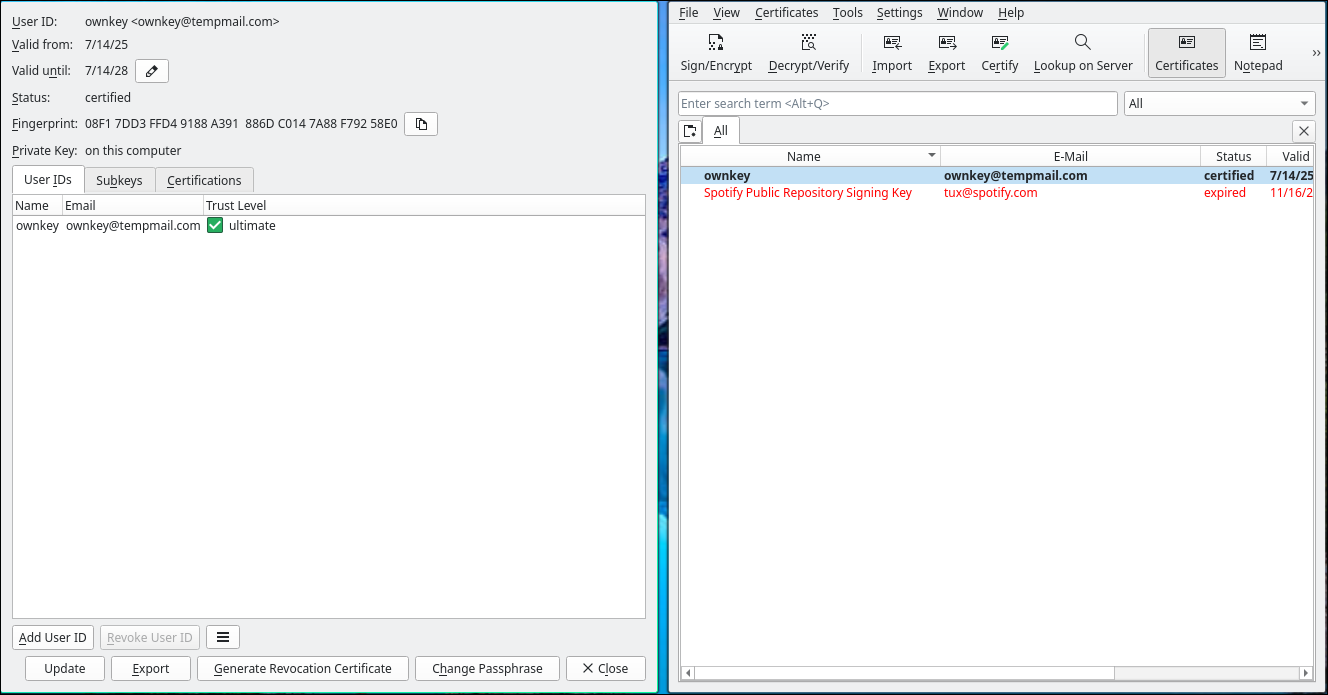 User ID: ownkey <ownkey@tempmail.com>
Valid from: 7/14/25
Valid until: 7/14/28
Status: certified
Fingerprint: 08F1 7DD3 FFD4 9188 A391 886D C014 7A88 F792 58E0
Private Key: on this computer
User IDs Subkeys Certifications
Name Email Trust Level
ownkey ownkey@tempmail.com ultimate
Add User ID Revoke User ID
Update Export Generate Revocation Certificate Change Passphrase Close
File View Certificates Tools Settings Window Help
Sign/Encrypt Decrypt/Verify Import Export Certify Lookup on Server Certificates Notepad
Enter search term <Alt+Q> All
All
Name E-Mail Status Valid
ownkey ownkey@tempmail.com certified 7/14/25
Spotify Public Repository Signing Key tux@spotify.com expired 11/16/2